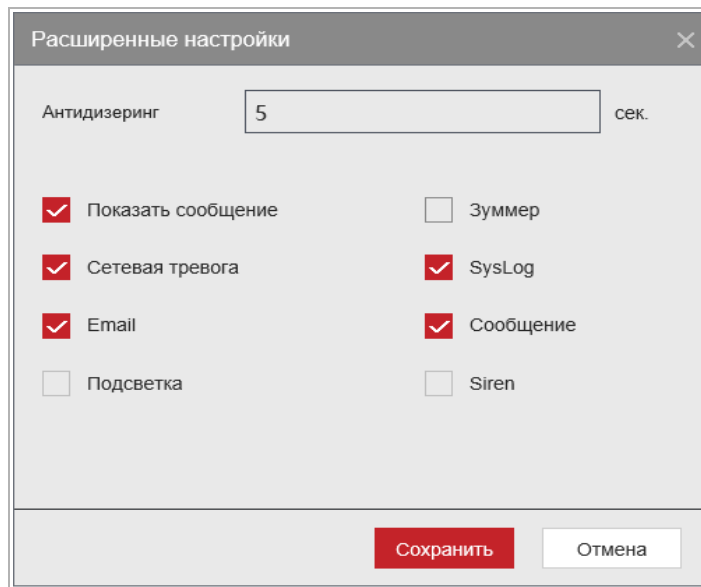 Расширенные настройки
Антидизеринг 5 сек.
Показать сообщение Зуммер
Сетевая тревога SysLog
Email Сообщение
Подсветка Siren
Сохранить Отмена